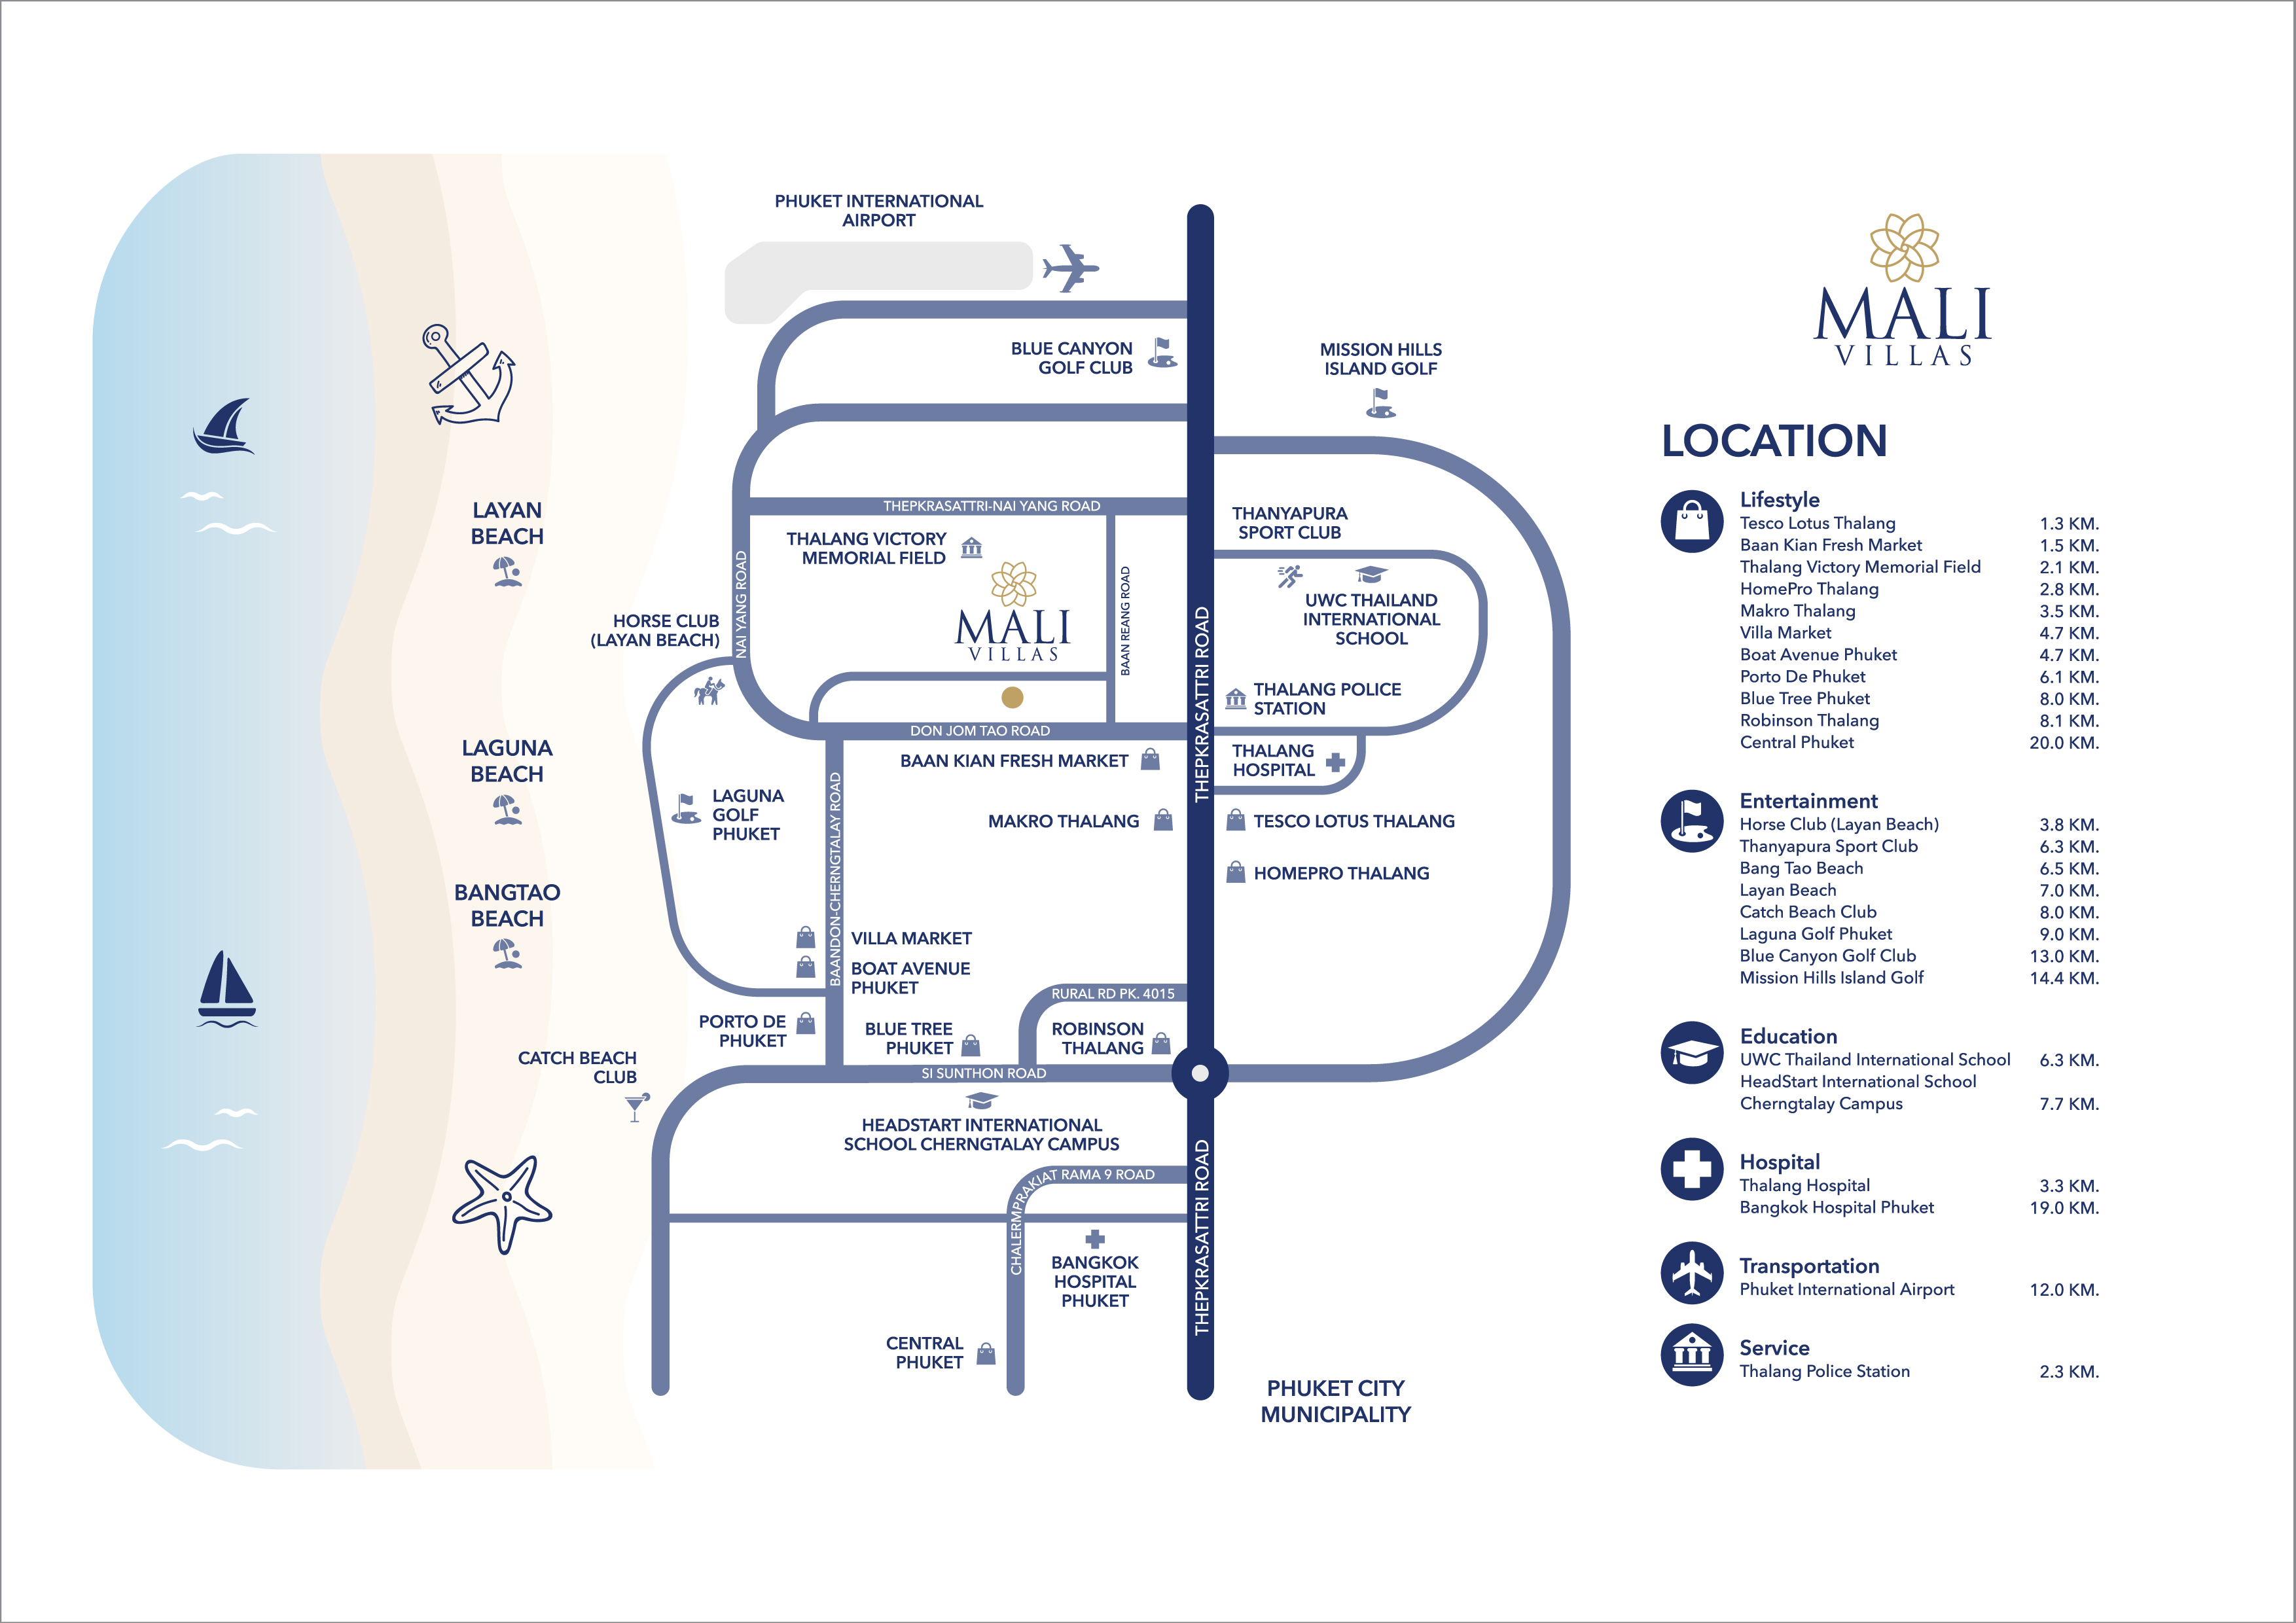 PHUKET INTERNATIONAL
AIRPORT
BLUE CANYON
GOLF CLUB
MISSION HILLS
ISLAND GOLF
LAYAN
BEACH
THEPKRASATTRI-NAI YANG ROAD
THANYAPURA
SPORT CLUB
THALANG VICTORY
MEMORIAL FIELD
NAI YANG ROAD
BAAN REANG ROAD
THEPKRASATTRI ROAD
MALI
VILLAS
UWC THAILAND
INTERNATIONAL
SCHOOL
HORSE CLUB
(LAYAN BEACH)
THALANG POLICE
STATION
DON JOM TAO ROAD
LAGUNA
BEACH
BAAN KIAN FRESH MARKET
THALANG
HOSPITAL
LAGUNA
GOLF
PHUKET
BAANDON-CHERNGTALAY ROAD
MAKRO THALANG
TESCO LOTUS THALANG
HOMEPRO THALANG
BANGTAO
BEACH
VILLA MARKET
BOAT AVENUE
PHUKET
RURAL RD PK. 4015
PORTO DE
PHUKET
BLUE TREE
PHUKET
ROBINSON
THALANG
CATCH BEACH
CLUB
SI SUNTHON ROAD
HEADSTART INTERNATIONAL
SCHOOL CHERNGTALAY CAMPUS
CHALERMPRAKIAT RAMA 9 ROAD
THEPKRASATTRI ROAD
BANGKOK
HOSPITAL
PHUKET
CENTRAL
PHUKET
PHUKET CITY
MUNICIPALITY
MALI
VILLAS
LOCATION
Lifestyle
Tesco Lotus Thalang 1.3 KM.
Baan Kian Fresh Market 1.5 KM.
Thalang Victory Memorial Field 2.1 KM.
HomePro Thalang 2.8 KM.
Makro Thalang 3.5 KM.
Villa Market 4.7 KM.
Boat Avenue Phuket 4.7 KM.
Porto De Phuket 6.1 KM.
Blue Tree Phuket 8.0 KM.
Robinson Thalang 8.1 KM.
Central Phuket 20.0 KM.
Entertainment
Horse Club (Layan Beach) 3.8 KM.
Thanyapura Sport Club 6.3 KM.
Bang Tao Beach 6.5 KM.
Layan Beach 7.0 KM.
Catch Beach Club 8.0 KM.
Laguna Golf Phuket 9.0 KM.
Blue Canyon Golf Club 13.0 KM.
Mission Hills Island Golf 14.4 KM.
Education
UWC Thailand International School 6.3 KM.
HeadStart International School
Cherngtalay Campus 7.7 KM.
Hospital
Thalang Hospital 3.3 KM.
Bangkok Hospital Phuket 19.0 KM.
Transportation
Phuket International Airport 12.0 KM.
Service
Thalang Police Station 2.3 KM.